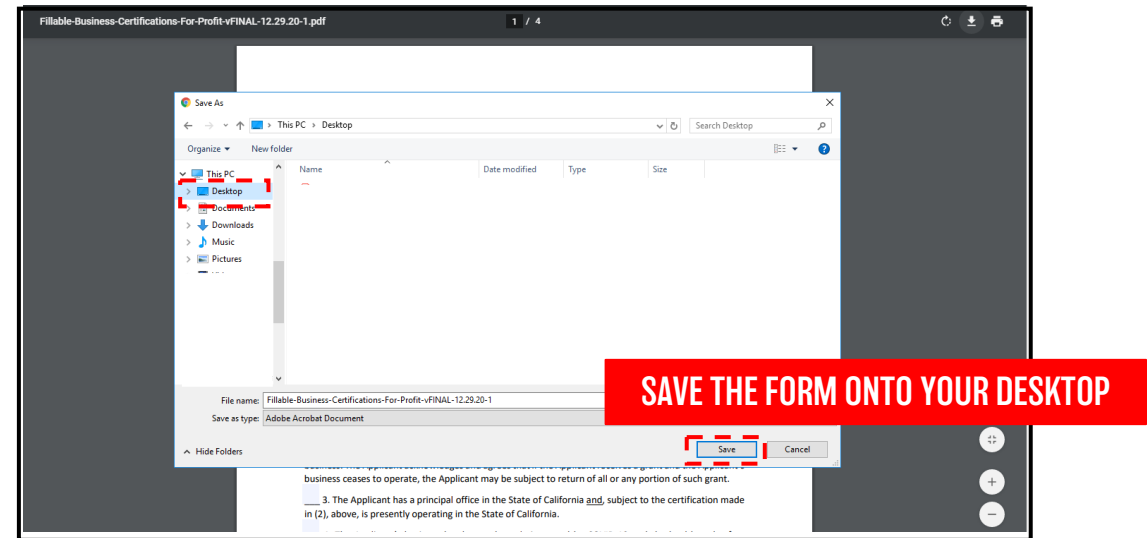 Fillable-Business-Certifications-For-Profit-vFINAL-12.29.20-1.pdf
1 / 4
Save As
This PC > Desktop
Search Desktop
Organize
New folder
This PC
Desktop
Documents
Downloads
Music
Pictures
Name
Date modified
Type
Size
SAVE THE FORM ONTO YOUR DESKTOP
File name: Fillable-Business-Certifications-For-Profit-vFINAL-12.29.20-1
Save as type: Adobe Acrobat Document
Hide Folders
Save
Cancel
business ceases to operate, the Applicant may be subject to return of all or any portion of such grant.
___ 3. The Applicant has a principal office in the State of California and, subject to the certification made
in (2), above, is presently operating in the State of California.